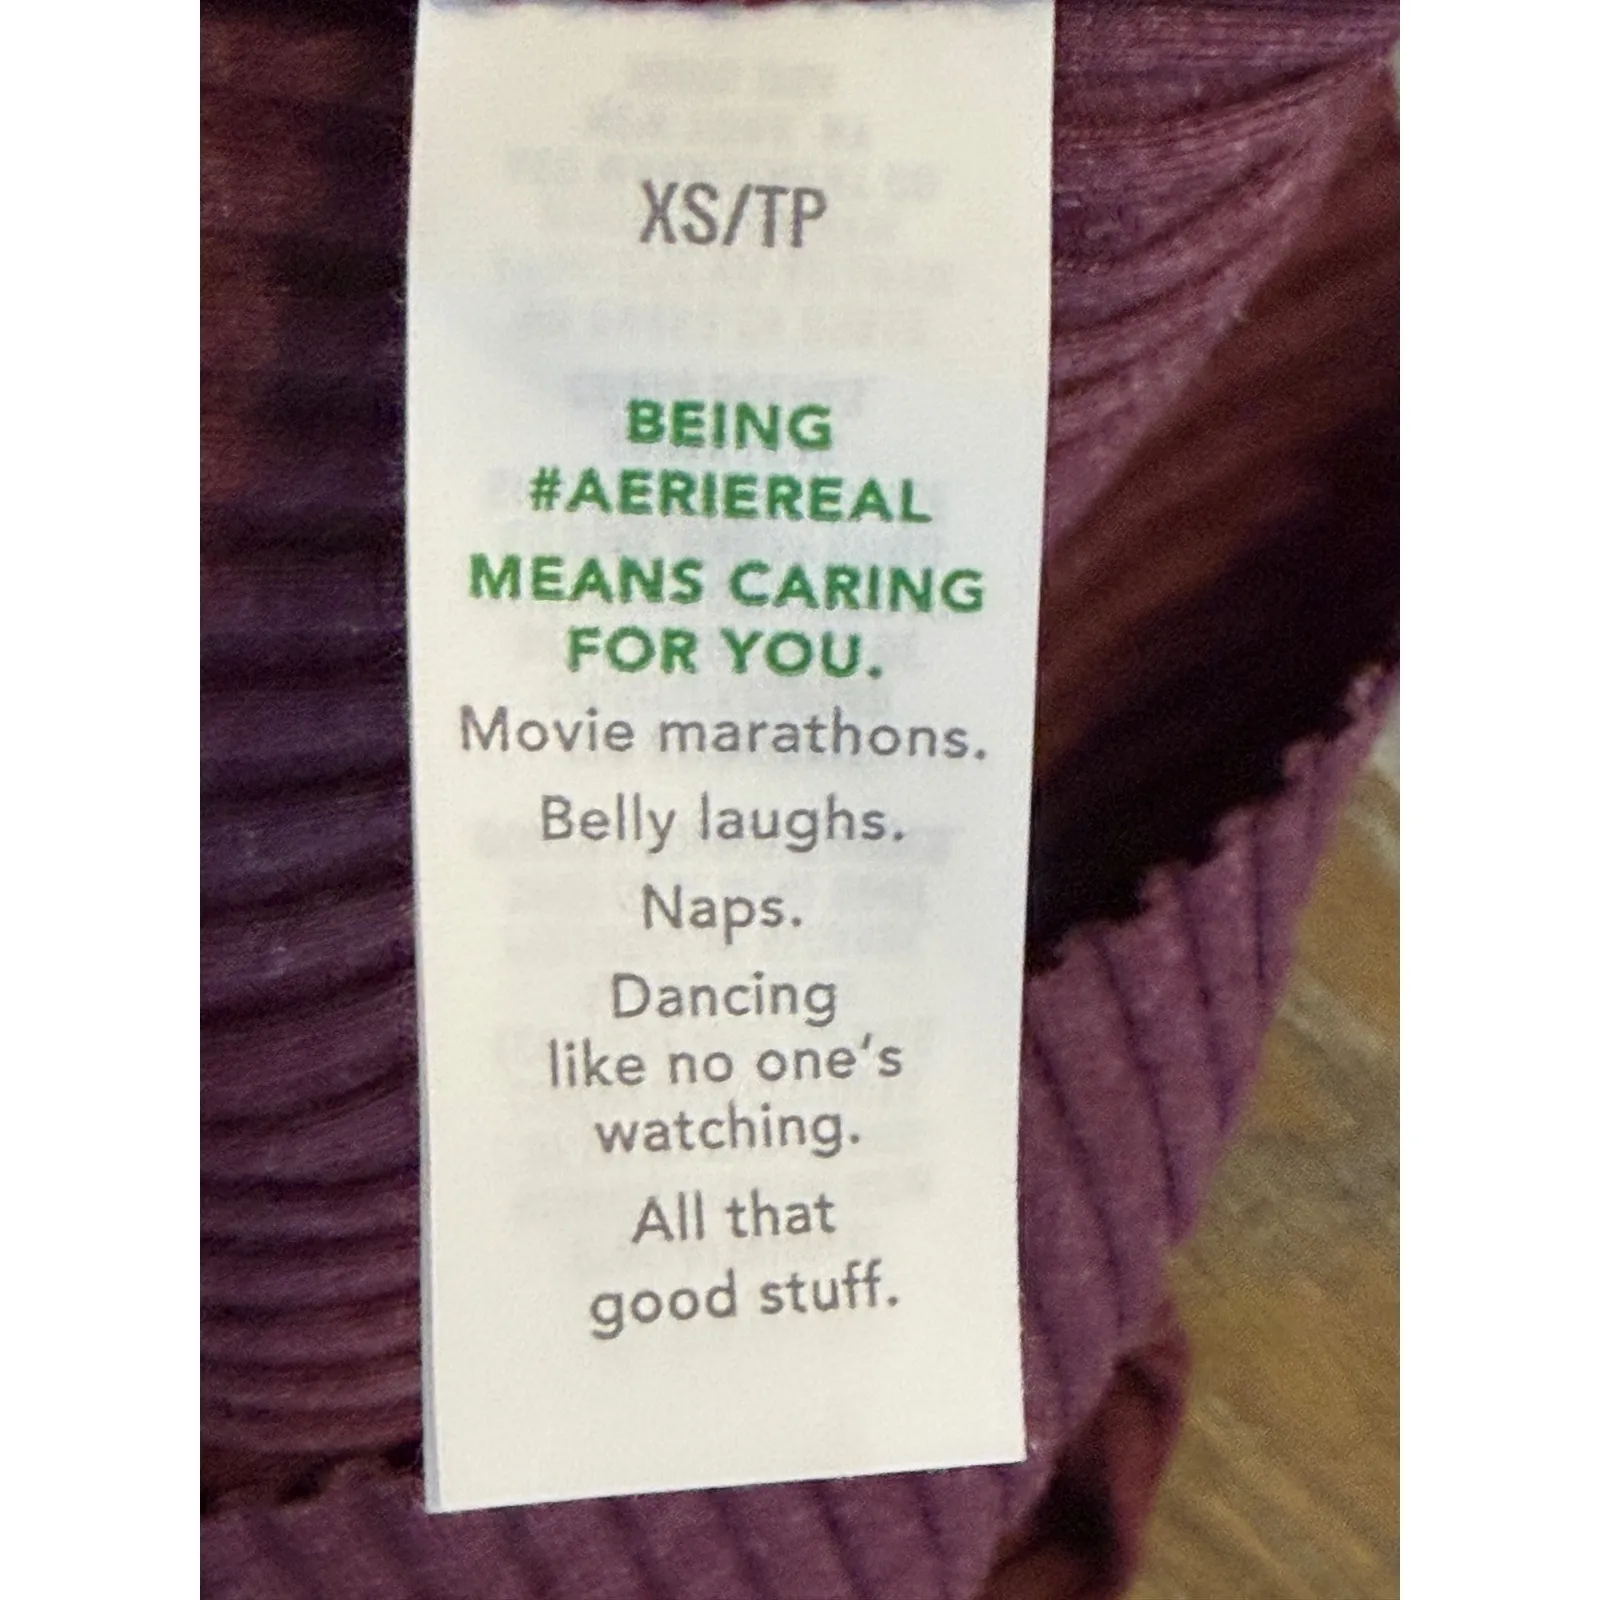 XS/TP
BEING
#AERIEREAL
MEANS CARING
FOR YOU.
Movie marathons.
Belly laughs.
Naps.
Dancing
like no one's
watching.
All that
good stuff.